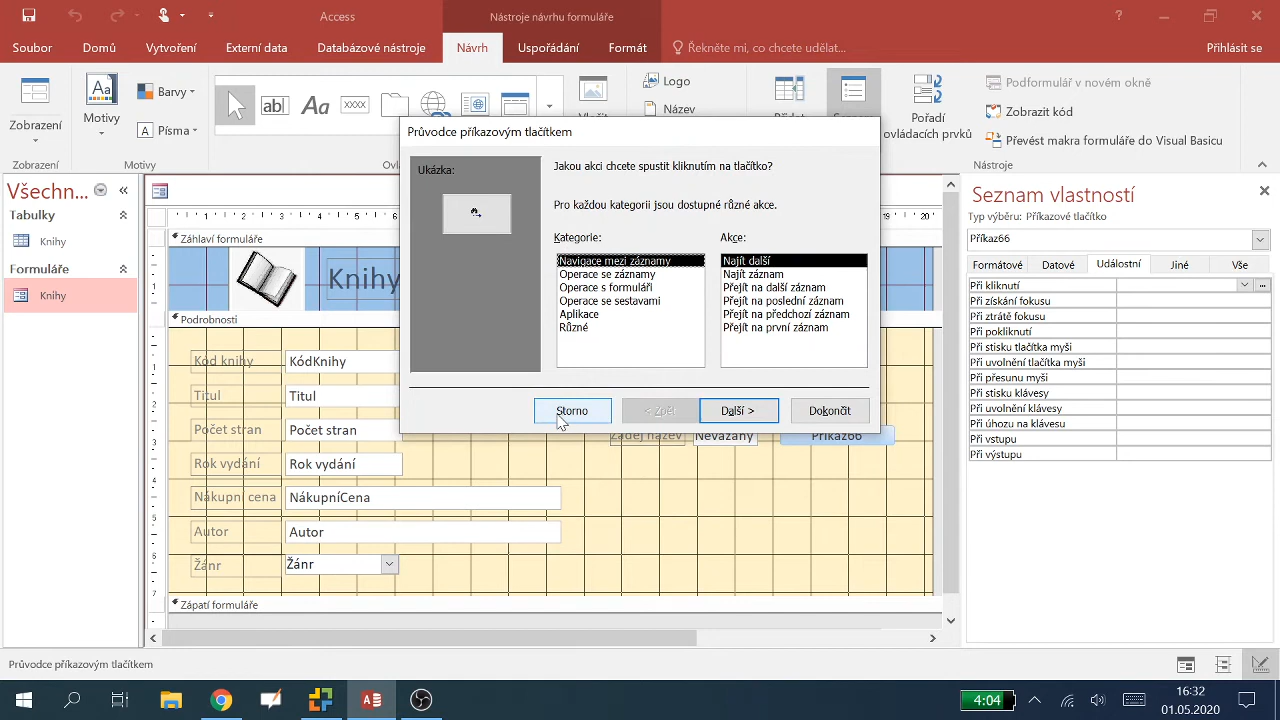 Access
Nástroje návrhu formuláře
Soubor
Domů
Vytvoření
Externí data
Databázové nástroje
Návrh
Uspořádání
Formát
Řekněte mi, co chcete udělat...
Přihlásit se
Zobrazení
Motivy
Barvy
Písma
Aa
ab|
Aa
XXXX
Logo
Název
Pořadí
ovládacích prvků
Podformulář v novém okně
Zobrazit kód
Převést makra formuláře do Visual Basicu
Zobrazení
Motivy
Nástroje
Všechn...
Tabulky
Knihy
Formuláře
Knihy
Záhlaví formuláře
Knihy
Podrobnosti
Kód knihy
KódKnihy
Titul
Titul
Počet stran
Počet stran
Rok vydání
Rok vydání
Nákupní cena
NákupníCena
Autor
Autor
Žánr
Žánr
Zadej název
Nevázaný
Příkaz66
Zápatí formuláře
Průvodce příkazovým tlačítkem
Ukázka:
Jakou akci chcete spustit kliknutím na tlačítko?
Pro každou kategorii jsou dostupné různé akce.
Kategorie:
Navigace mezi záznamy
Operace se záznamy
Operace s formuláři
Operace se sestavami
Aplikace
Různé
Akce:
Najít další
Najít záznam
Přejít na další záznam
Přejít na poslední záznam
Přejít na předchozí záznam
Přejít na první záznam
Storno
< Zpět
Další >
Dokončit
Seznam vlastností
Typ výběru: Příkazové tlačítko
Příkaz66
Formátové
Datové
Událostní
Jiné
Vše
Při kliknutí
Při získání fokusu
Při ztrátě fokusu
Při pokliknutí
Při stisku tlačítka myši
Při uvolnění tlačítka myši
Při přesunu myši
Při stisku klávesy
Při uvolnění klávesy
Při úhozu na klávesu
Při vstupu
Při výstupu
Průvodce příkazovým tlačítkem
4:04
16:32
01.05.2020